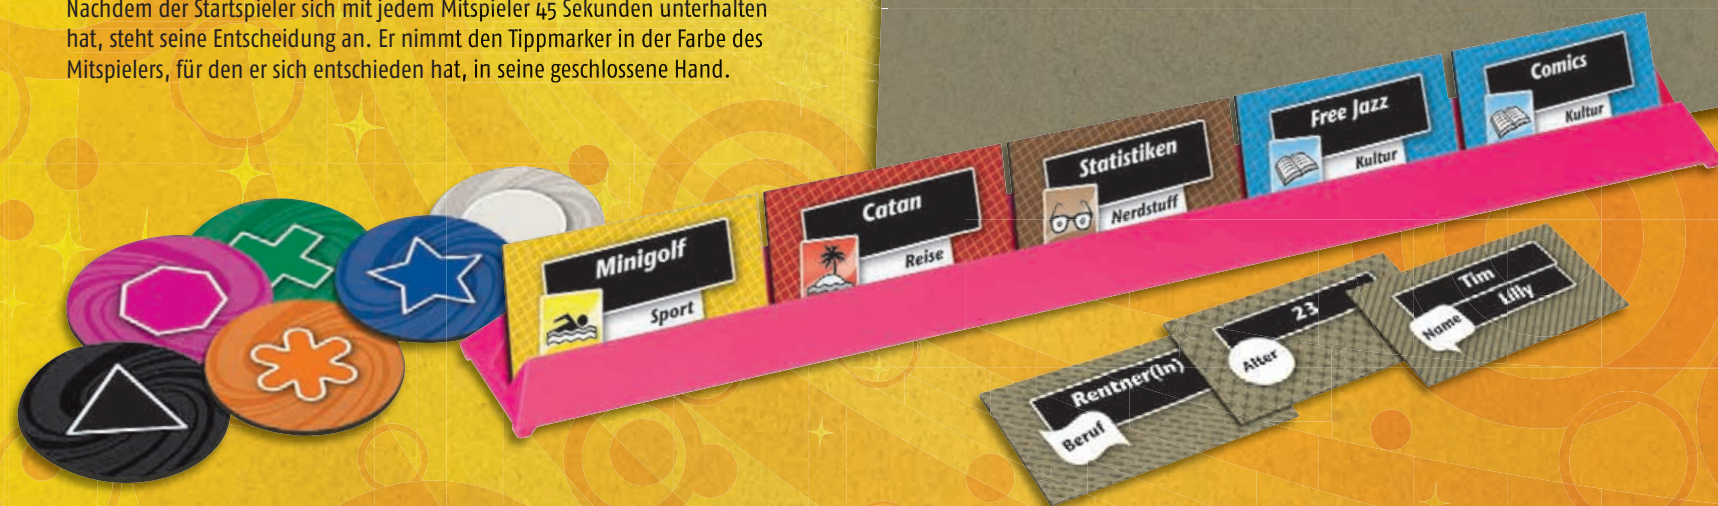 Nachdem der Startspieler sich mit jedem Mitspieler 45 Sekunden unterhalten
hat, steht seine Entscheidung an. Er nimmt den Tippmarker in der Farbe des
Mitspielers, für den er sich entschieden hat, in seine geschlossene Hand.
Minigolf
Sport
Catan
Reise
Statistiken
Nerdstuff
Free Jazz
Kultur
Comics
Kultur
Rentner(in)
Beruf
23
Alter
Tim
Lilly
Name